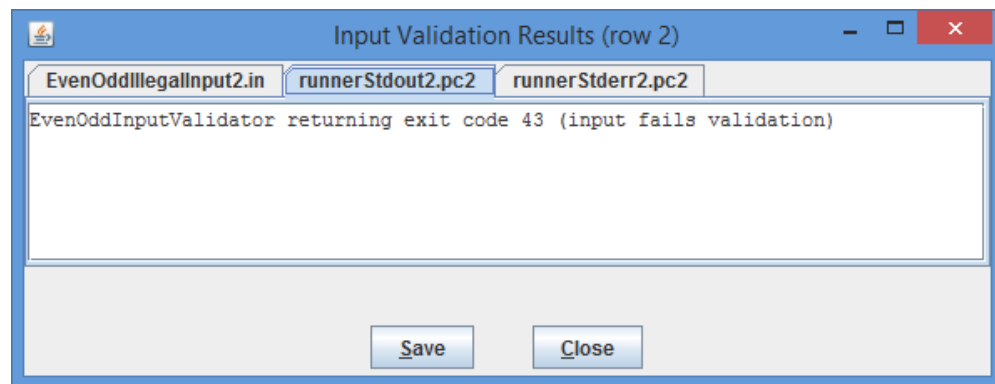 Input Validation Results (row 2)
EvenOddIllegalInput2.in runnerStdout2.pc2 runnerStderr2.pc2
EvenOddInputValidator returning exit code 43 (input fails validation)
Save Close